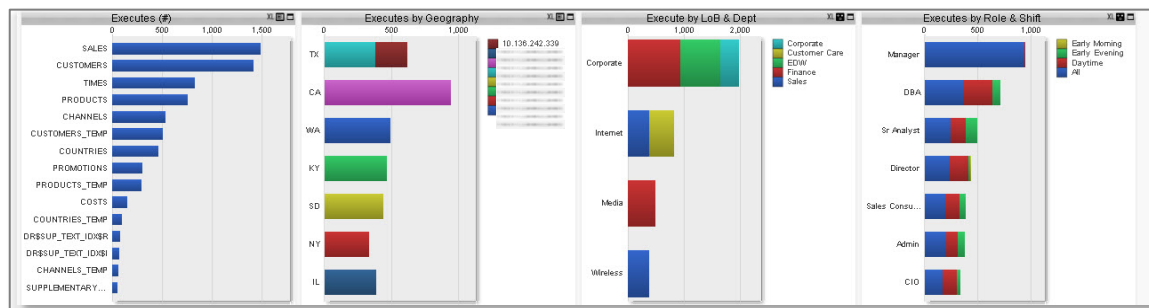 Executes (#) XL
0 500 1,000 1,500
SALES
CUSTOMERS
TIMES
PRODUCTS
CHANNELS
CUSTOMERS_TEMP
COUNTRIES
PROMOTIONS
PRODUCTS_TEMP
COSTS
COUNTRIES_TEMP
DR$SUP_TEXT_IDX$R
DR$SUP_TEXT_IDX$I
CHANNELS_TEMP
SUPPLEMENTARY...
Executes by Geography XL
0 500 1,000
10.136.242.339
TX
CA
WA
KY
SD
NY
IL
Execute by LoB & Dept XL
0 1,000 2,000
Corporate
Internet
Media
Wireless
Corporate
Customer Care
EDW
Finance
Sales
Executes by Role & Shift XL
0 500 1,000
Manager
DBA
Sr Analyst
Director
Sales Consu...
Admin
CIO
Early Morning
Early Evening
Daytime
All